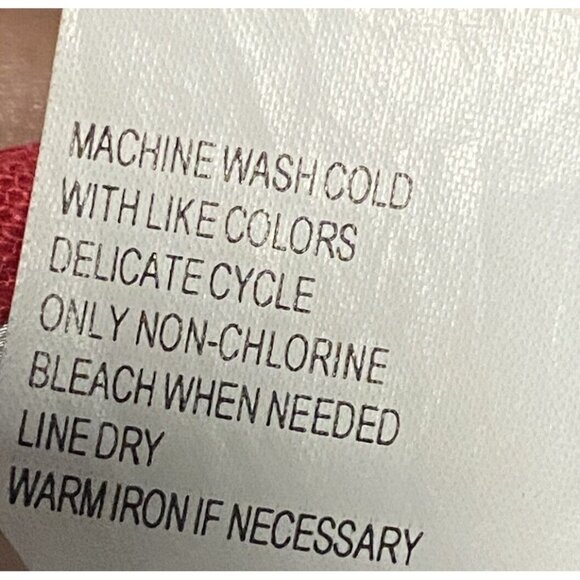 MACHINE WASH COLD
WITH LIKE COLORS
DELICATE CYCLE
ONLY NON-CHLORINE
BLEACH WHEN NEEDED
LINE DRY
WARM IRON IF NECESSARY